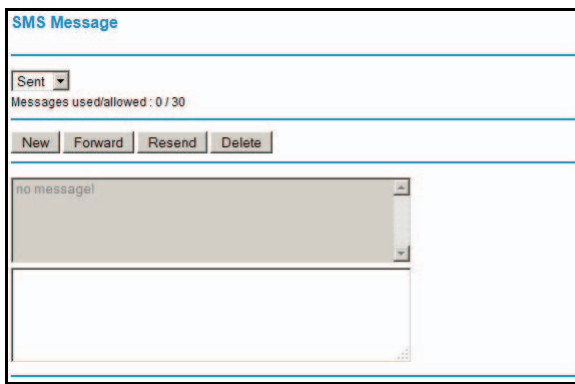 SMS Message
Sent
Messages used/allowed : 0 / 30
New Forward Resend Delete
no message!